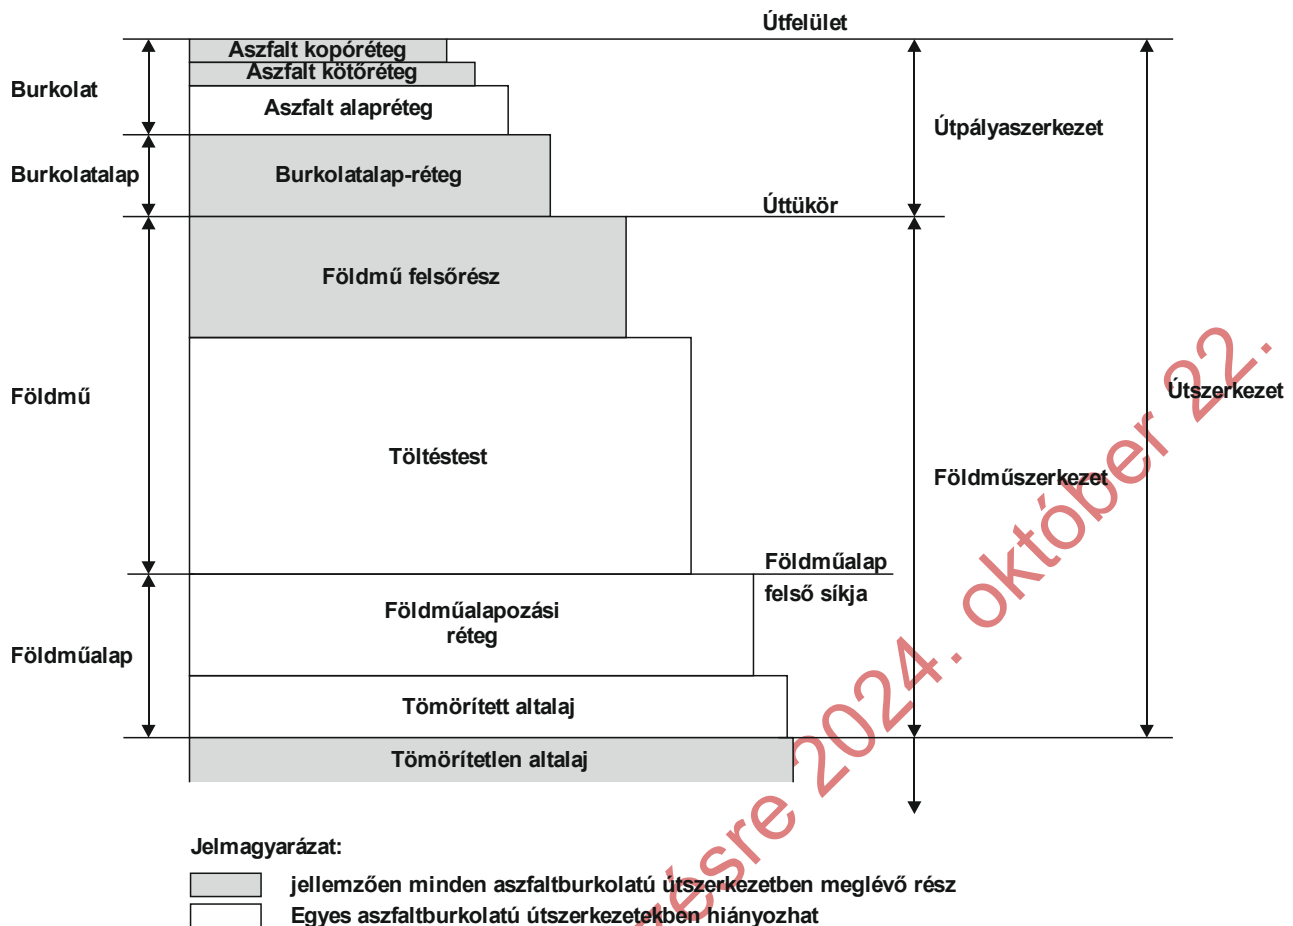 Útfelület
Aszfalt kopóréteg
Aszfalt kötőréteg
Burkolat
Aszfalt alapréteg
Útpályaszerkezet
Burkolatalap
Burkolatalap-réteg
Úttükör
Földmű felsőrész
Földmű
Útszerkezet
Töltéstest
Földműszerkezet
Földműalap
felső síkja
Földműalapozási
réteg
Földműalap
Tömörített altalaj
Tömörítetlen altalaj
Jelmagyarázat:
jellemzően minden aszfaltburkolatú útszerkezetben meglévő rész
Egyes aszfaltburkolatú útszerkezetekben hiányozhat
ésre 2024. október 22.